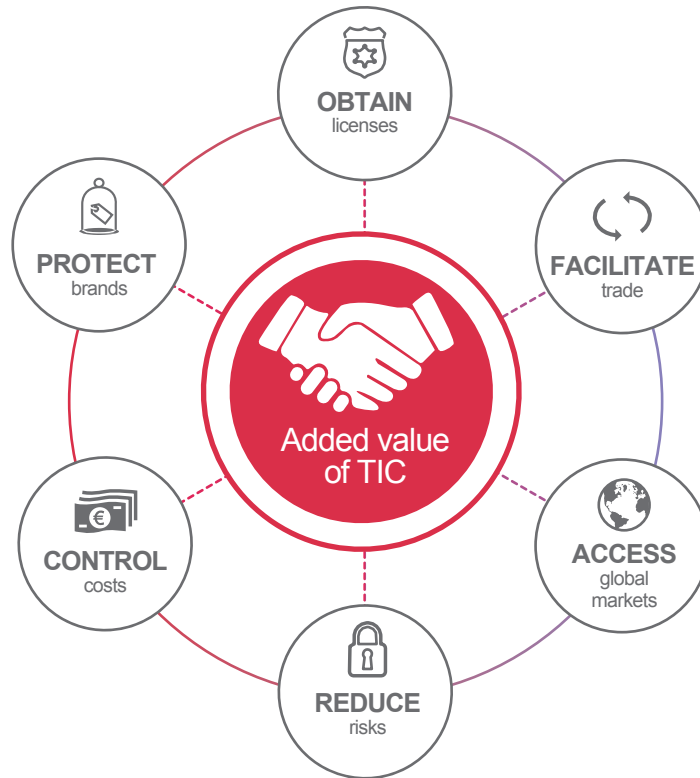 OBTAIN
licenses
FACILITATE
trade
ACCESS
global
markets
REDUCE
risks
CONTROL
costs
PROTECT
brands
Added value
of TIC
€